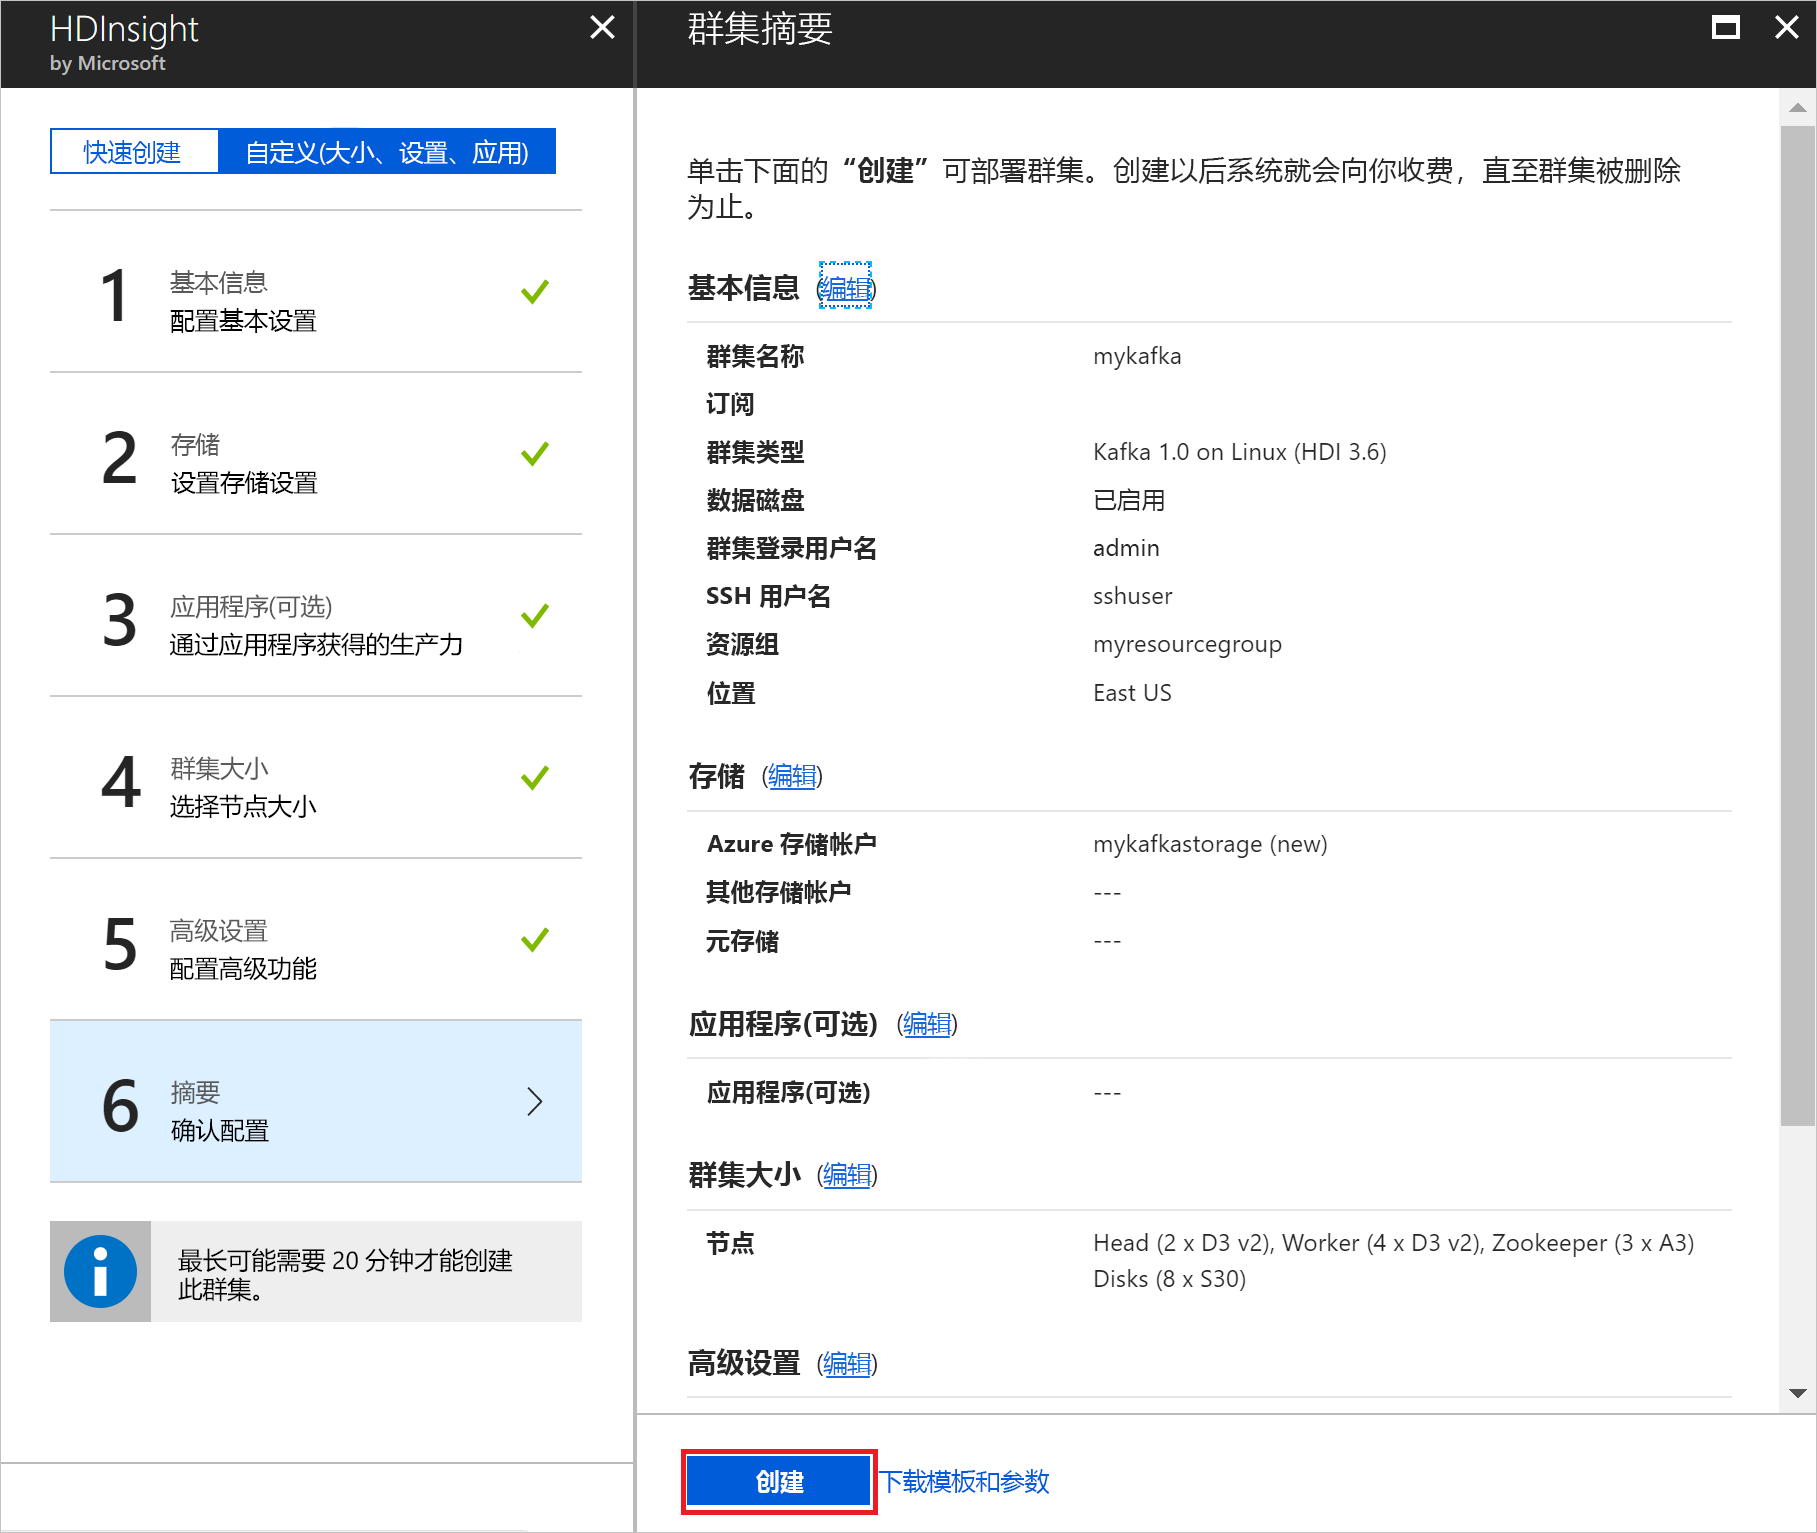 HDInsight
by Microsoft
快速创建
自定义(大小、设置、应用)
1
基本信息
配置基本设置
2
存储
设置存储设置
3
应用程序(可选)
通过应用程序获得的生产力
4
群集大小
选择节点大小
5
高级设置
配置高级功能
6
摘要
确认配置
最长可能需要 20 分钟才能创建
此群集。
群集摘要
单击下面的“创建”可部署群集。创建以后系统就会向你收费，直至群集被删除
为止。
基本信息 (编辑)
群集名称 mykafka
订阅
群集类型 Kafka 1.0 on Linux (HDI 3.6)
数据磁盘 已启用
群集登录用户名 admin
SSH 用户名 sshuser
资源组 myresourcegroup
位置 East US
存储 (编辑)
Azure 存储帐户 mykafkastorage (new)
其他存储帐户 ---
元存储 ---
应用程序(可选) (编辑)
应用程序(可选) ---
群集大小 (编辑)
节点 Head (2 x D3 v2), Worker (4 x D3 v2), Zookeeper (3 x A3)
Disks (8 x S30)
高级设置 (编辑)
创建 下载模板和参数